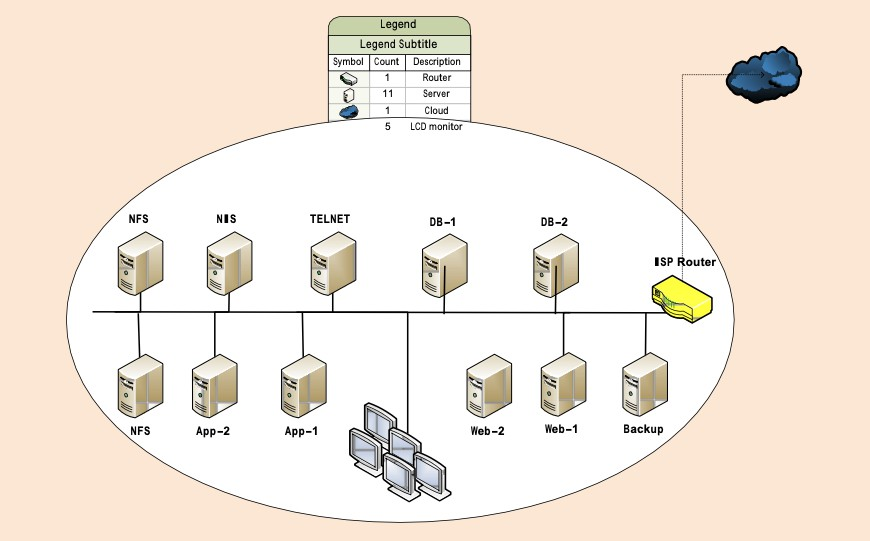 Legend
Legend Subtitle
Symbol Count Description
1 Router
11 Server
1 Cloud
5 LCD monitor
NFS NIIS TELNET DB-1 DB-2
ISP Router
NFS App-2 App-1 Web-2 Web-1 Backup